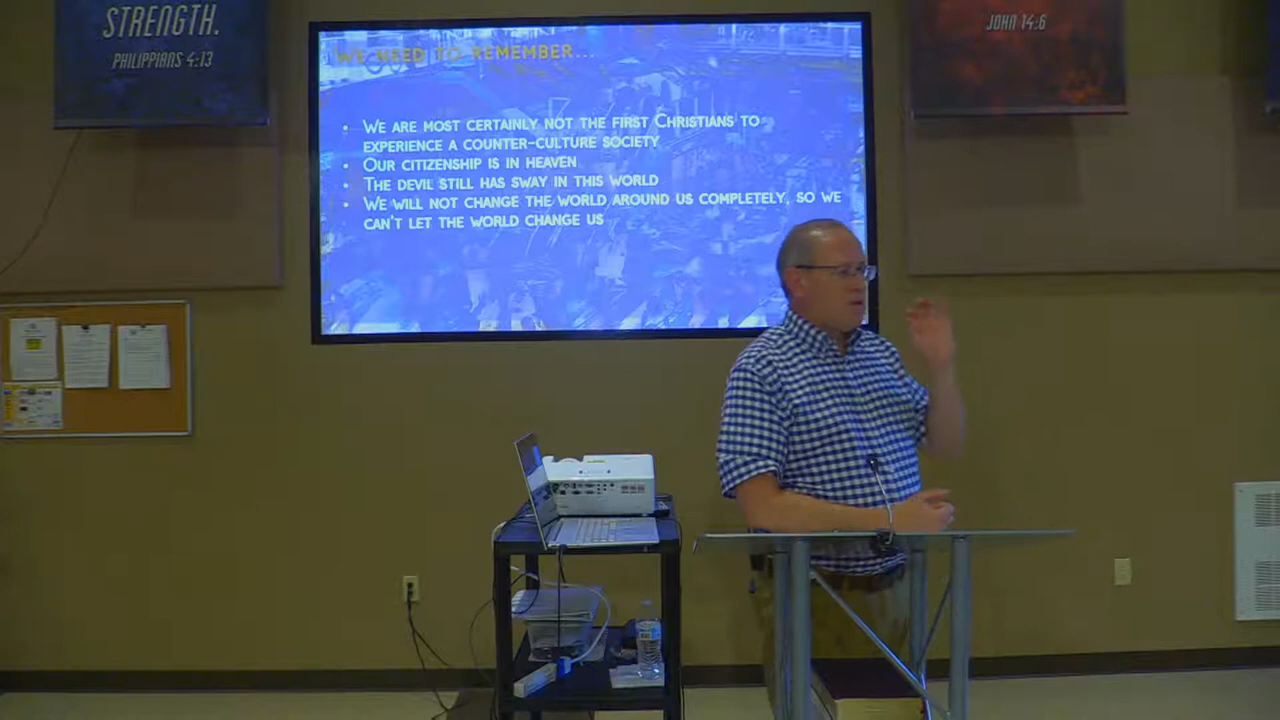 STRENGTH.
PHILIPPIANS 4:13
JOHN 14:6
WE NEED TO REMEMBER...
• WE ARE MOST CERTAINLY NOT THE FIRST CHRISTIANS TO
EXPERIENCE A COUNTER-CULTURE SOCIETY
• OUR CITIZENSHIP IS IN HEAVEN
• THE DEVIL STILL HAS SWAY IN THIS WORLD
• WE WILL NOT CHANGE THE WORLD AROUND US COMPLETELY, SO WE
CAN'T LET THE WORLD CHANGE US